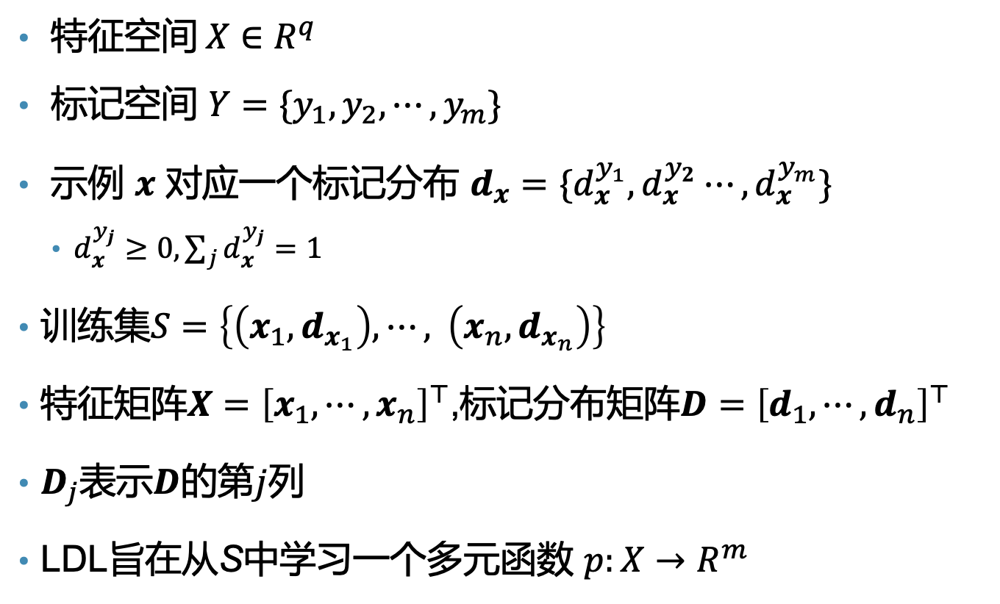 • 特征空间 $X \in R^q$
• 标记空间 $Y = \{y_1, y_2, \cdots, y_m\}$
• 示例 $\boldsymbol{x}$ 对应一个标记分布 $\boldsymbol{d_x} = \{d_{\boldsymbol{x}}^{y_1}, d_{\boldsymbol{x}}^{y_2} \cdots, d_{\boldsymbol{x}}^{y_m}\}$
• $d_{\boldsymbol{x}}^{y_j} \geq 0, \sum_j d_{\boldsymbol{x}}^{y_j} = 1$
• 训练集$S = \{(\boldsymbol{x}_1, \boldsymbol{d}_{\boldsymbol{x}_1}), \cdots, (\boldsymbol{x}_n, \boldsymbol{d}_{\boldsymbol{x}_n})\}$
• 特征矩阵$\boldsymbol{X} = [\boldsymbol{x}_1, \cdots, \boldsymbol{x}_n]^\top$,标记分布矩阵$\boldsymbol{D} = [\boldsymbol{d}_1, \cdots, \boldsymbol{d}_n]^\top$
• $\boldsymbol{D}_j$表示$\boldsymbol{D}$的第$j$列
• LDL旨在从$S$中学习一个多元函数 $p: X \to R^m$